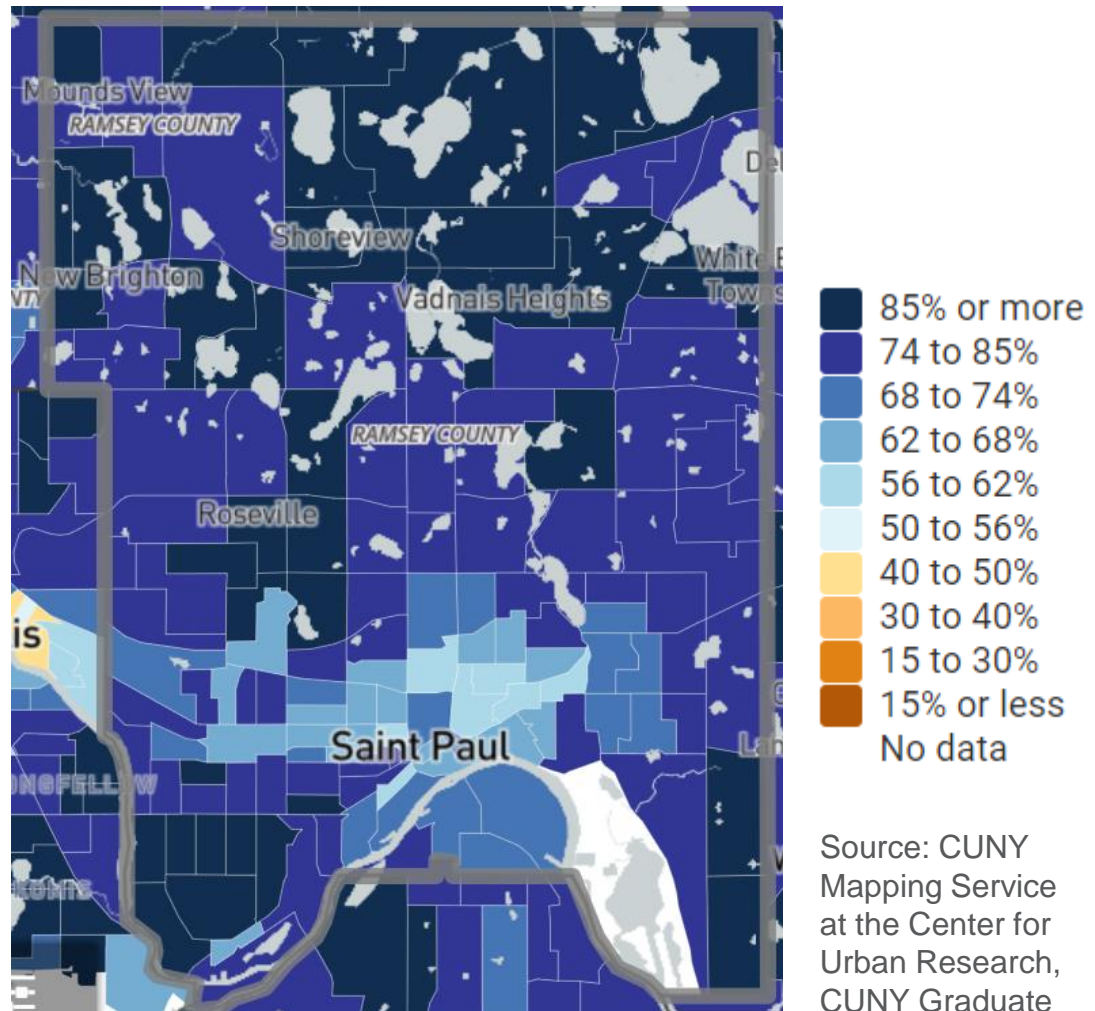 Mounds View
RAMSEY COUNTY
Shoreview
New Brighton
Vadnais Heights
White
RAMSEY COUNTY
Roseville
is
Saint Paul
85% or more
74 to 85%
68 to 74%
62 to 68%
56 to 62%
50 to 56%
40 to 50%
30 to 40%
15 to 30%
15% or less
No data
Source: CUNY
Mapping Service
at the Center for
Urban Research,
CUNY Graduate